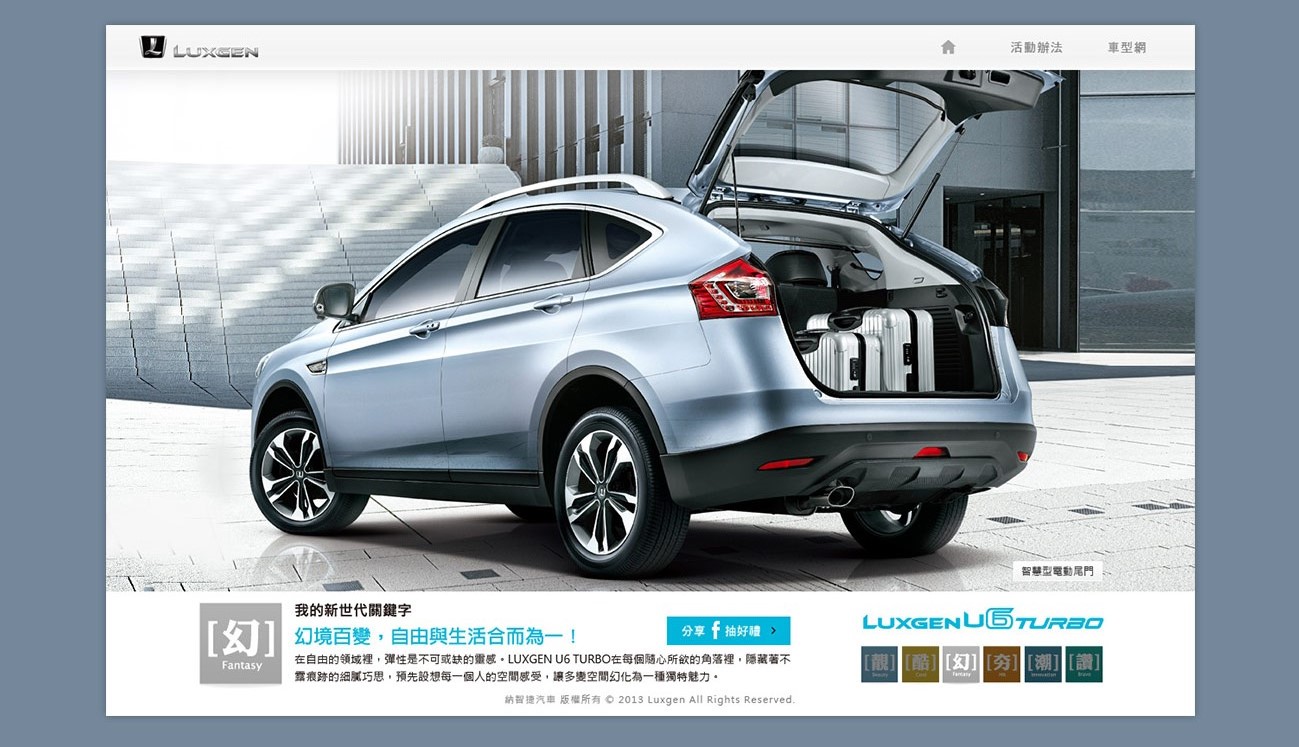 LUXGEN
活動辦法
車型網
智慧型電動尾門
[幻]
Fantasy
我的新世代關鍵字
幻境百變，自由與生活合而為一！
在自由的領域裡，彈性是不可或缺的靈感。LUXGEN U6 TURBO在每個隨心所欲的角落裡，隱藏著不
露痕跡的細膩巧思，預先設想每一個人的空間感受，讓多變空間幻化為一種獨特魅力。
分享 f 抽好禮 >
LUXGEN U6 TURBO
[靚] [酷] [幻] [夯] [潮] [讚]
Beauty Cool Fantasy Hot Innovation Bravo
納智捷汽車 版權所有 © 2013 Luxgen All Rights Reserved.